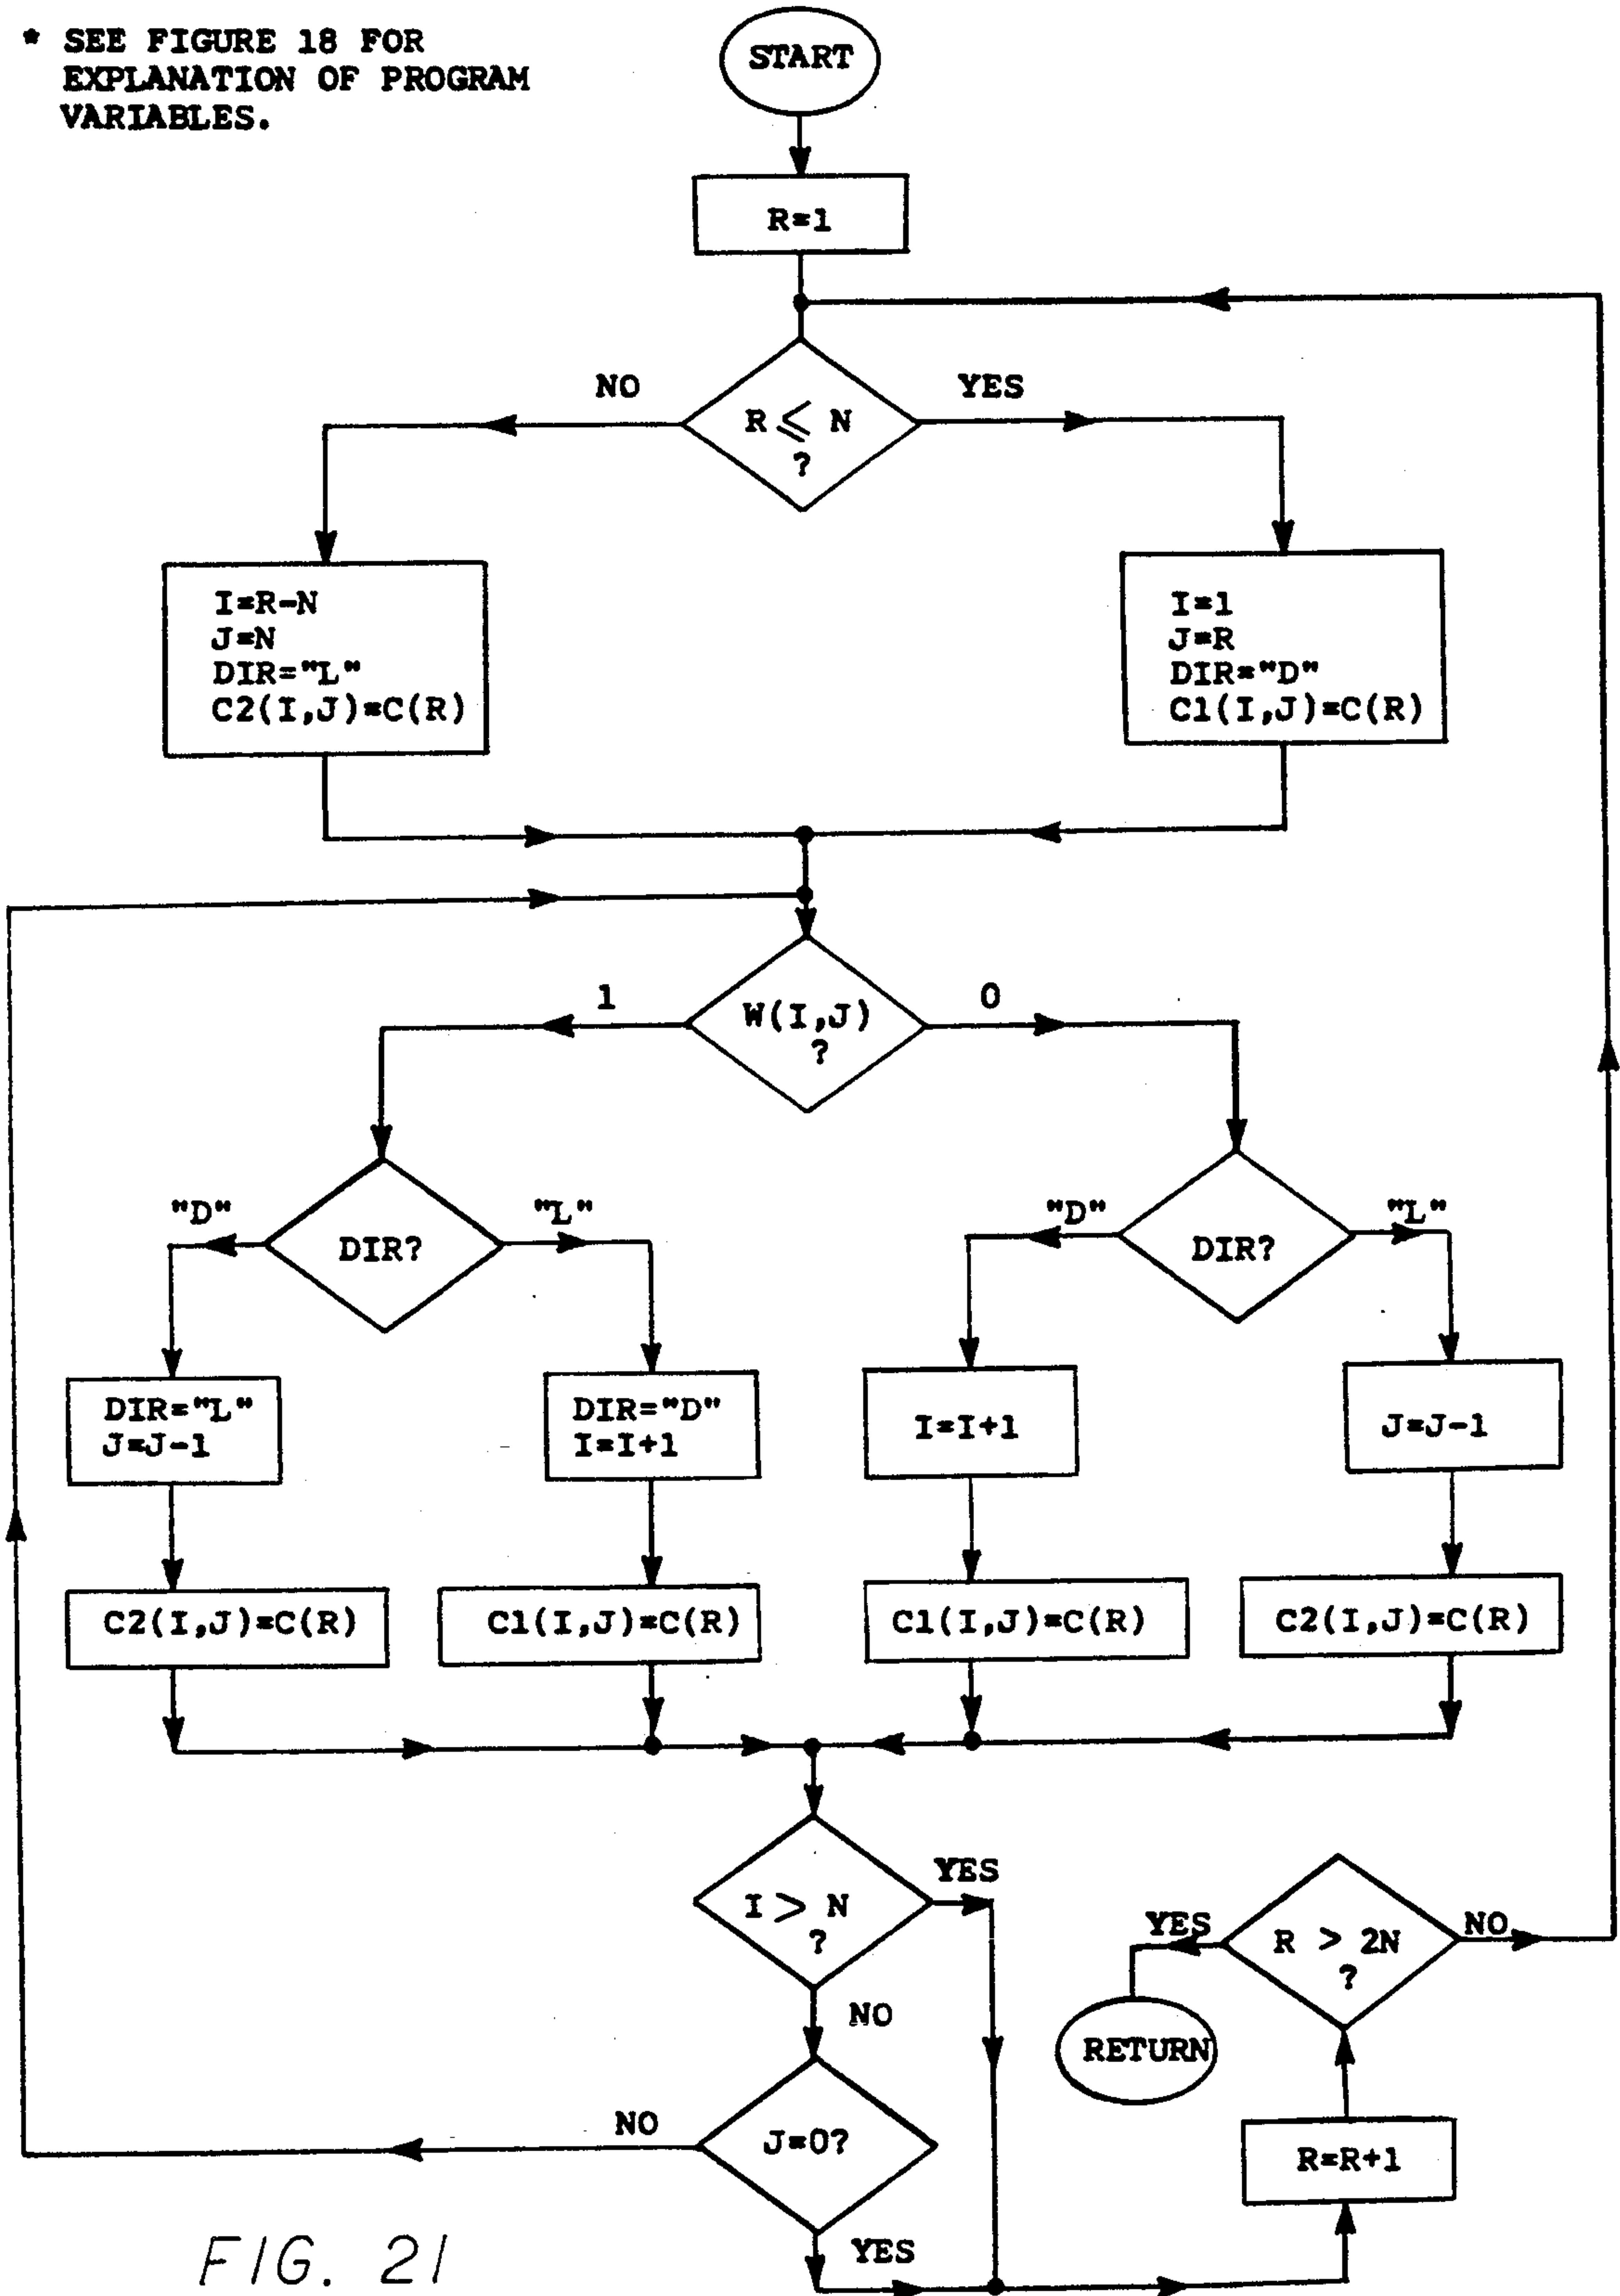 * SEE FIGURE 18 FOR
EXPLANATION OF PROGRAM
VARIABLES.
START
R=1
NO
YES
R ⩽ N
?
I=R-N
J=N
DIR="L"
C2(I,J)=C(R)
I=1
J=R
DIR="D"
C1(I,J)=C(R)
1
0
W(I,J)
?
"D"
"L"
DIR?
"D"
"L"
DIR?
DIR="L"
J=J-1
DIR="D"
I=I+1
I=I+1
J=J-1
C2(I,J)=C(R)
C1(I,J)=C(R)
C1(I,J)=C(R)
C2(I,J)=C(R)
I > N
?
YES
NO
YES
R > 2N
?
NO
RETURN
NO
J=0?
YES
R=R+1
FIG. 21